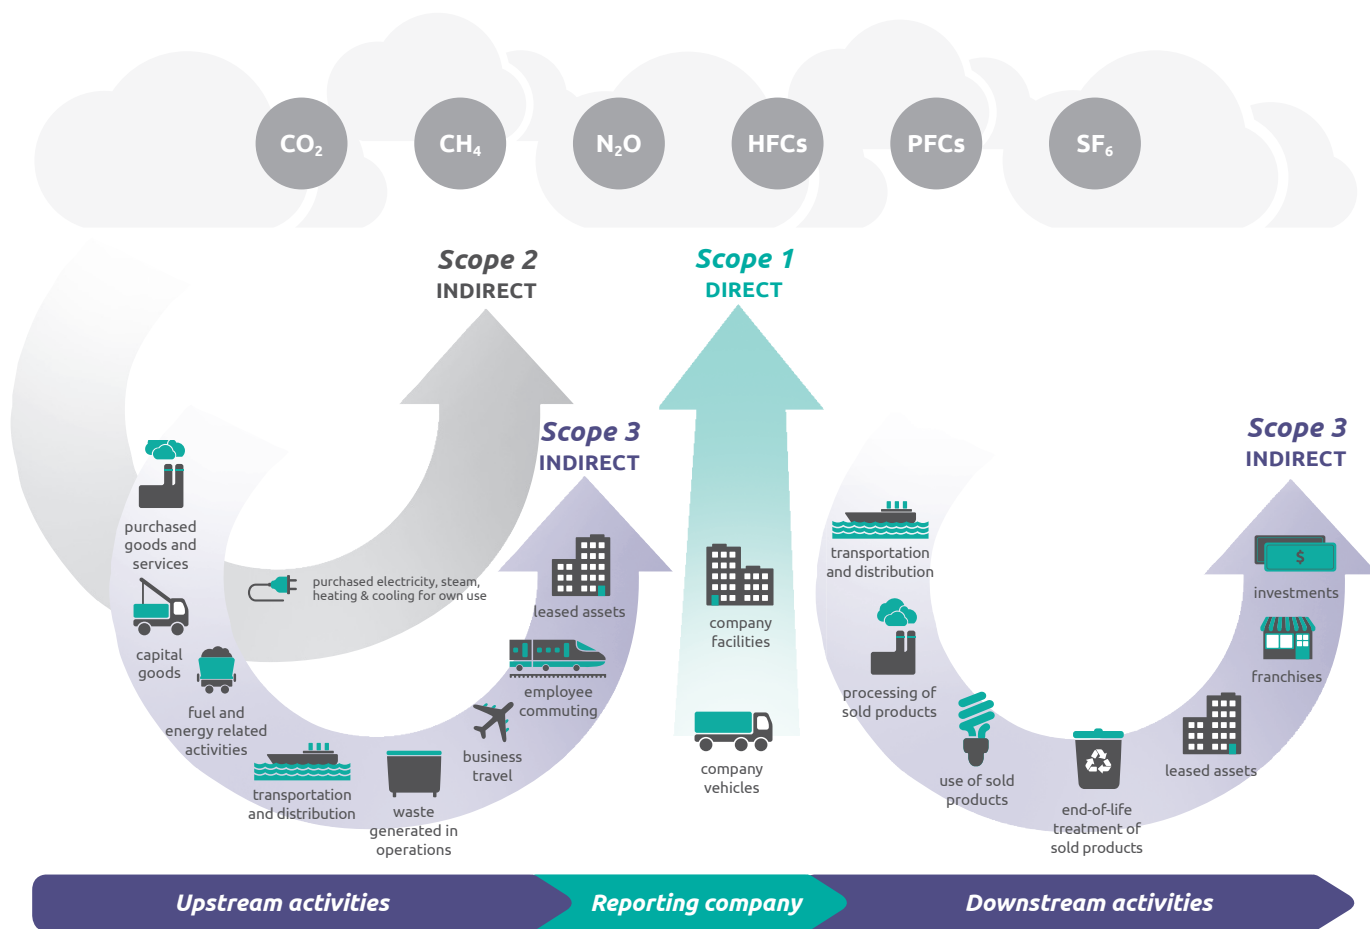 CO₂
CH₄
N₂O
HFCs
PFCs
SF₆
Scope 2
INDIRECT
Scope 1
DIRECT
Scope 3
INDIRECT
Scope 3
INDIRECT
purchased
goods and
services
capital
goods
fuel and
energy related
activities
transportation
and distribution
waste
generated in
operations
business
travel
employee
commuting
leased assets
purchased electricity, steam,
heating & cooling for own use
company
facilities
company
vehicles
transportation
and distribution
processing of
sold products
use of sold
products
end-of-life
treatment of
sold products
leased assets
franchises
$
investments
Upstream activities
Reporting company
Downstream activities